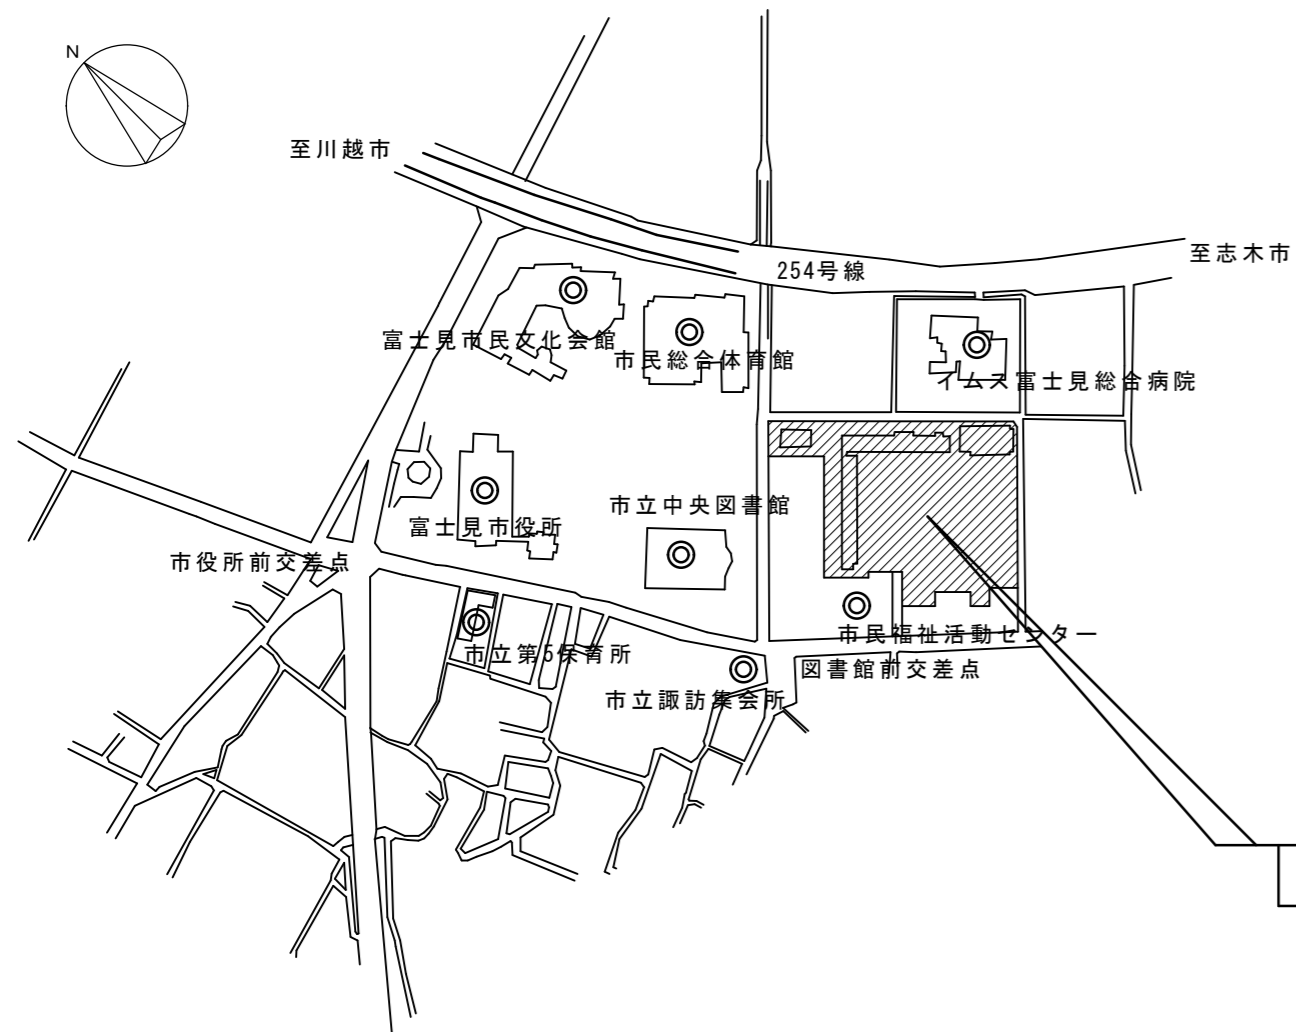 N
至川越市
至志木市
254号線
富士見市民文化会館
市民総合体育館
イムス富士見総合病院
市立中央図書館
富士見市役所
市役所前交差点
市民福祉活動センター
市立第5保育所
図書館前交差点
市立諏訪集会所